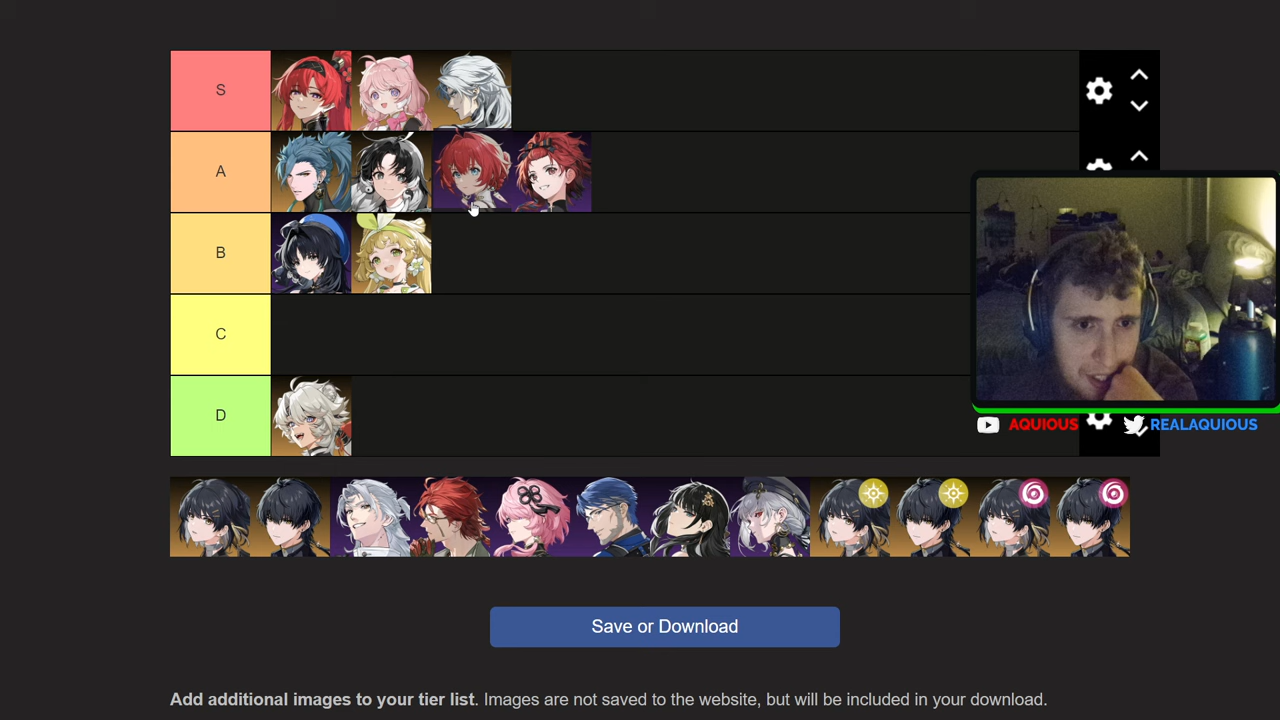 S
A
B
C
D
AQUIOUS REALAQUIOUS
Save or Download
Add additional images to your tier list. Images are not saved to the website, but will be included in your download.